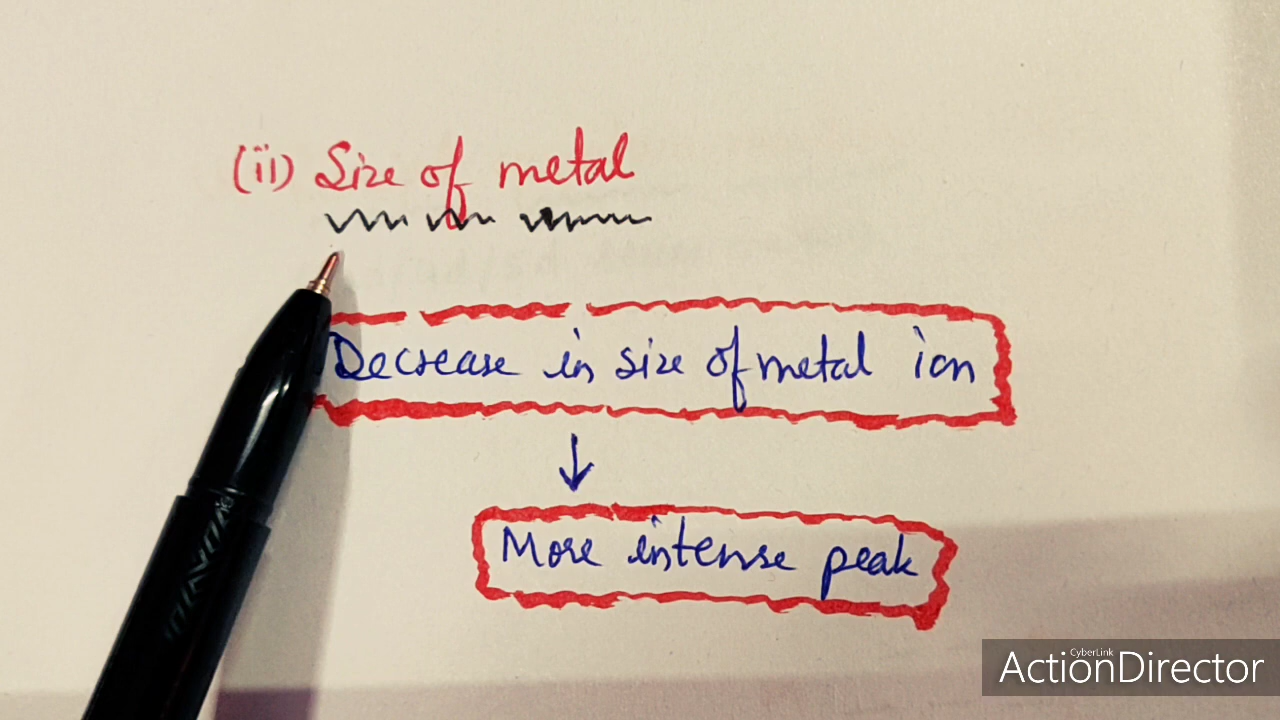 (ii) Size of metal
Decrease in size of metal ion
↓
More intense peak
CyberLink
ActionDirector